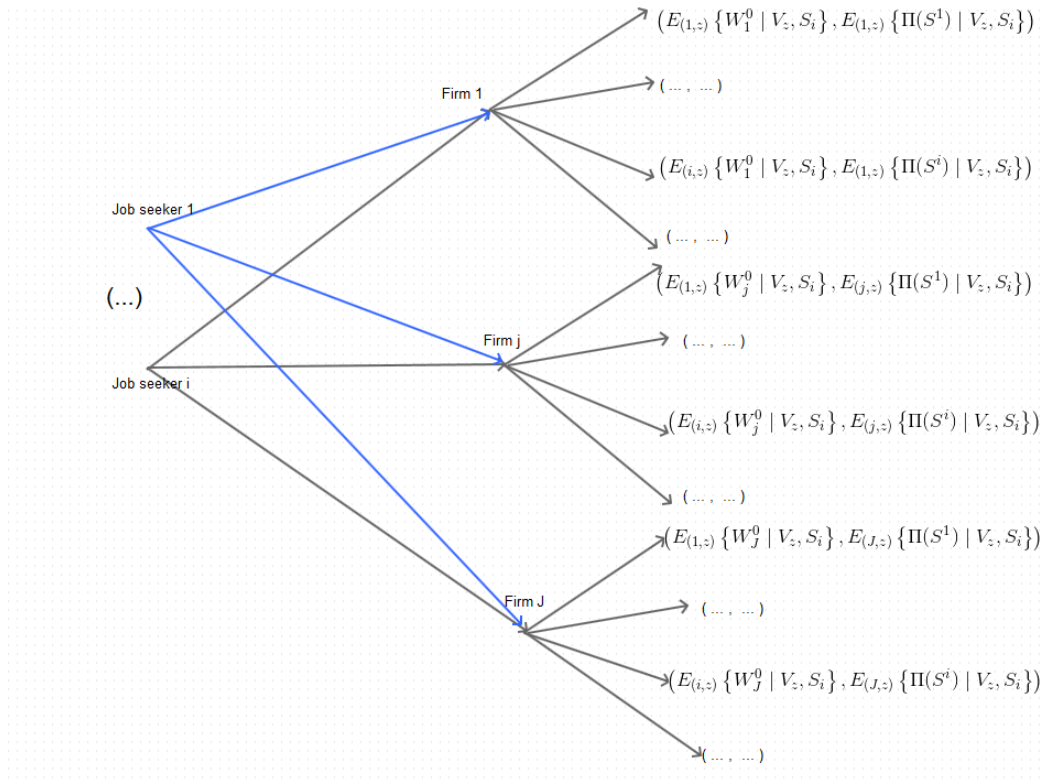 (E_{(1,z)} {W_1^0 | V_z, S_i}, E_{(1,z)} {Π(S^1) | V_z, S_i})
Firm 1
( ... , ... )
(E_{(i,z)} {W_1^0 | V_z, S_i}, E_{(1,z)} {Π(S^i) | V_z, S_i})
Job seeker 1
( ... , ... )
(E_{(1,z)} {W_j^0 | V_z, S_i}, E_{(j,z)} {Π(S^1) | V_z, S_i})
(...)
Firm j
( ... , ... )
Job seeker i
(E_{(i,z)} {W_j^0 | V_z, S_i}, E_{(j,z)} {Π(S^i) | V_z, S_i})
( ... , ... )
(E_{(1,z)} {W_J^0 | V_z, S_i}, E_{(J,z)} {Π(S^1) | V_z, S_i})
Firm J
( ... , ... )
(E_{(i,z)} {W_J^0 | V_z, S_i}, E_{(J,z)} {Π(S^i) | V_z, S_i})
( ... , ... )